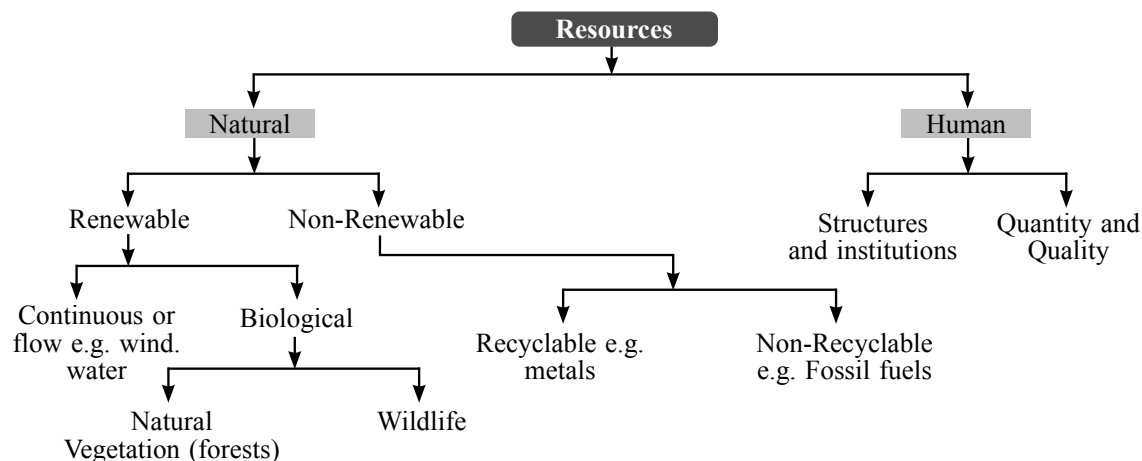 Resources
Natural
Human
Renewable
Non-Renewable
Structures
and institutions
Quantity and
Quality
Continuous or
flow e.g. wind.
water
Biological
Recyclable e.g.
metals
Non-Recyclable
e.g. Fossil fuels
Natural
Vegetation (forests)
Wildlife